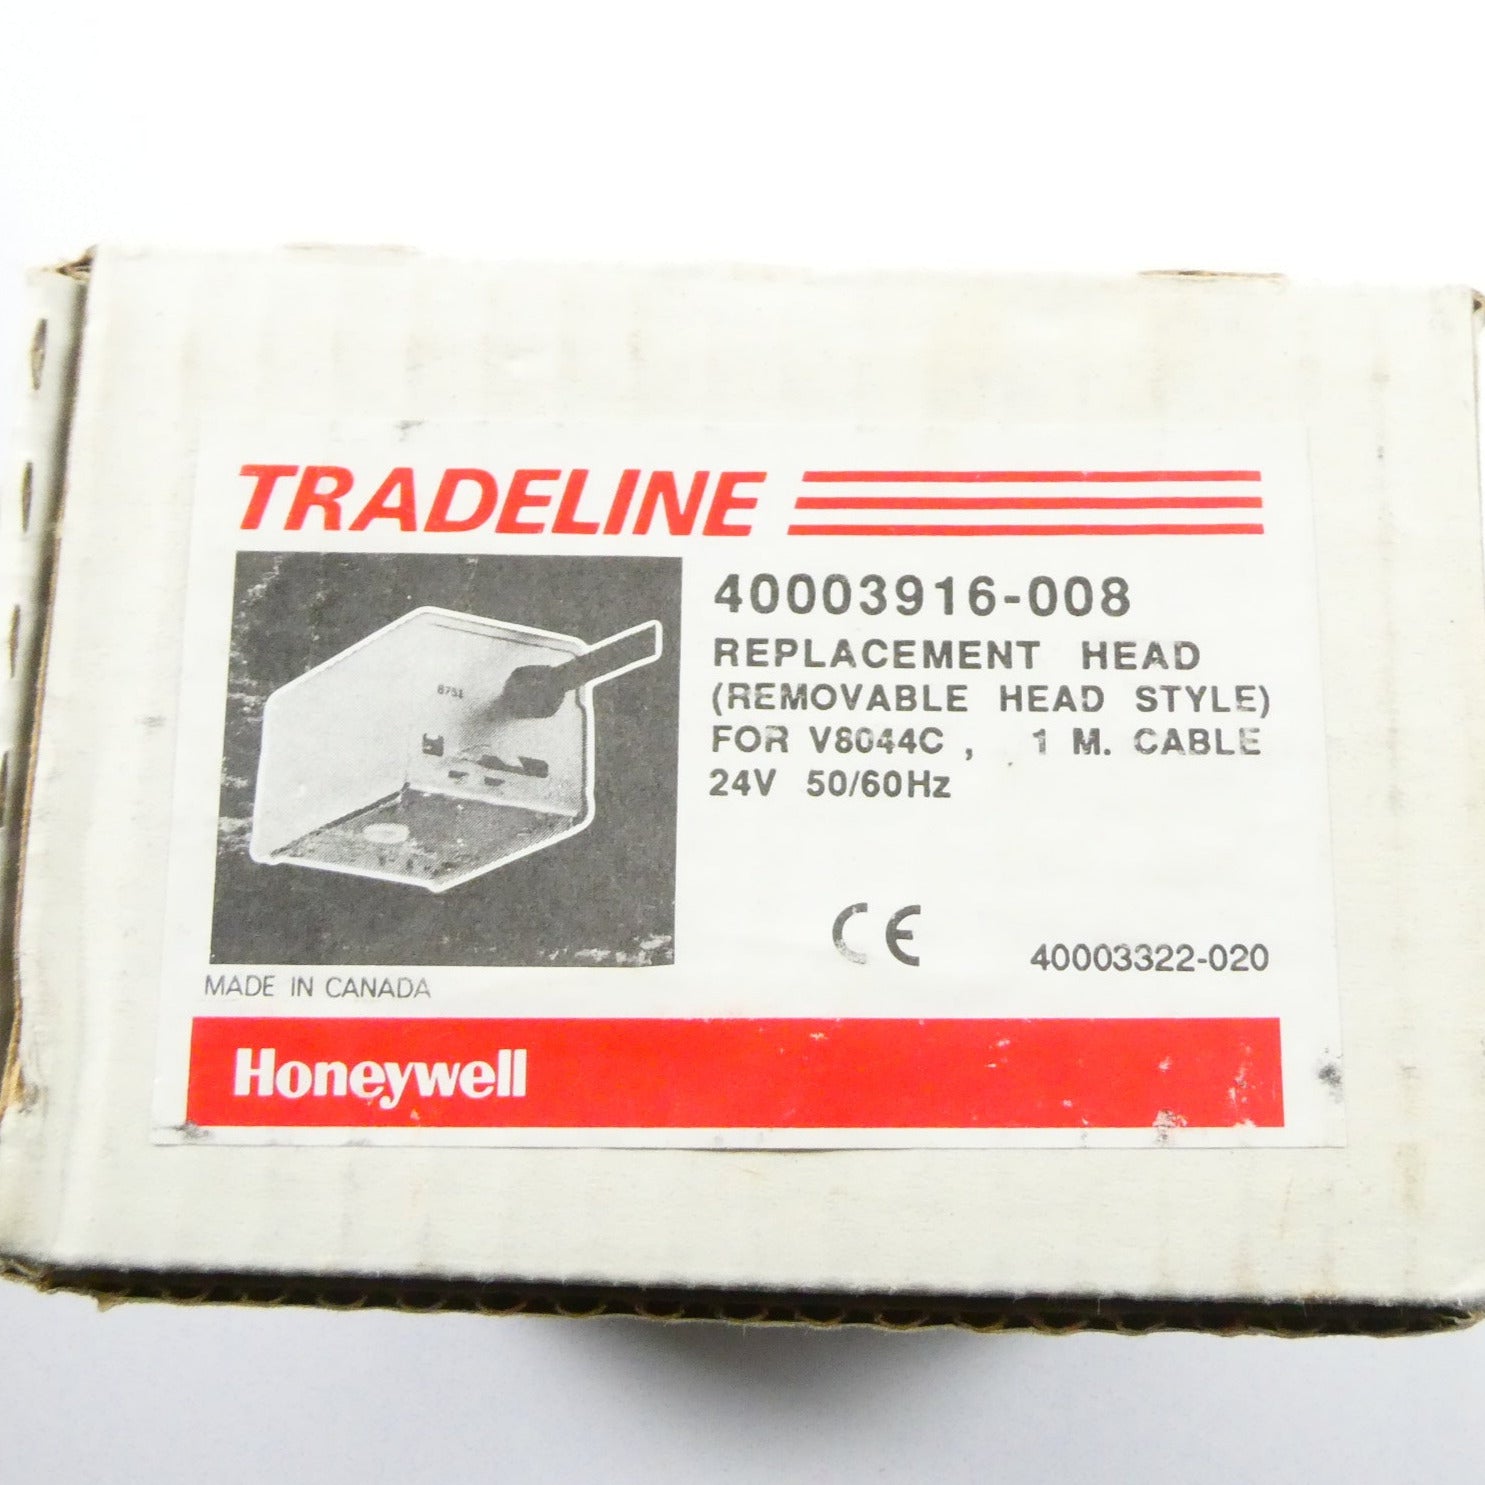 TRADELINE
40003916-008
REPLACEMENT HEAD
(REMOVABLE HEAD STYLE)
FOR V8044C , 1 M. CABLE
24V 50/60Hz
8751
CE
40003322-020
MADE IN CANADA
Honeywell